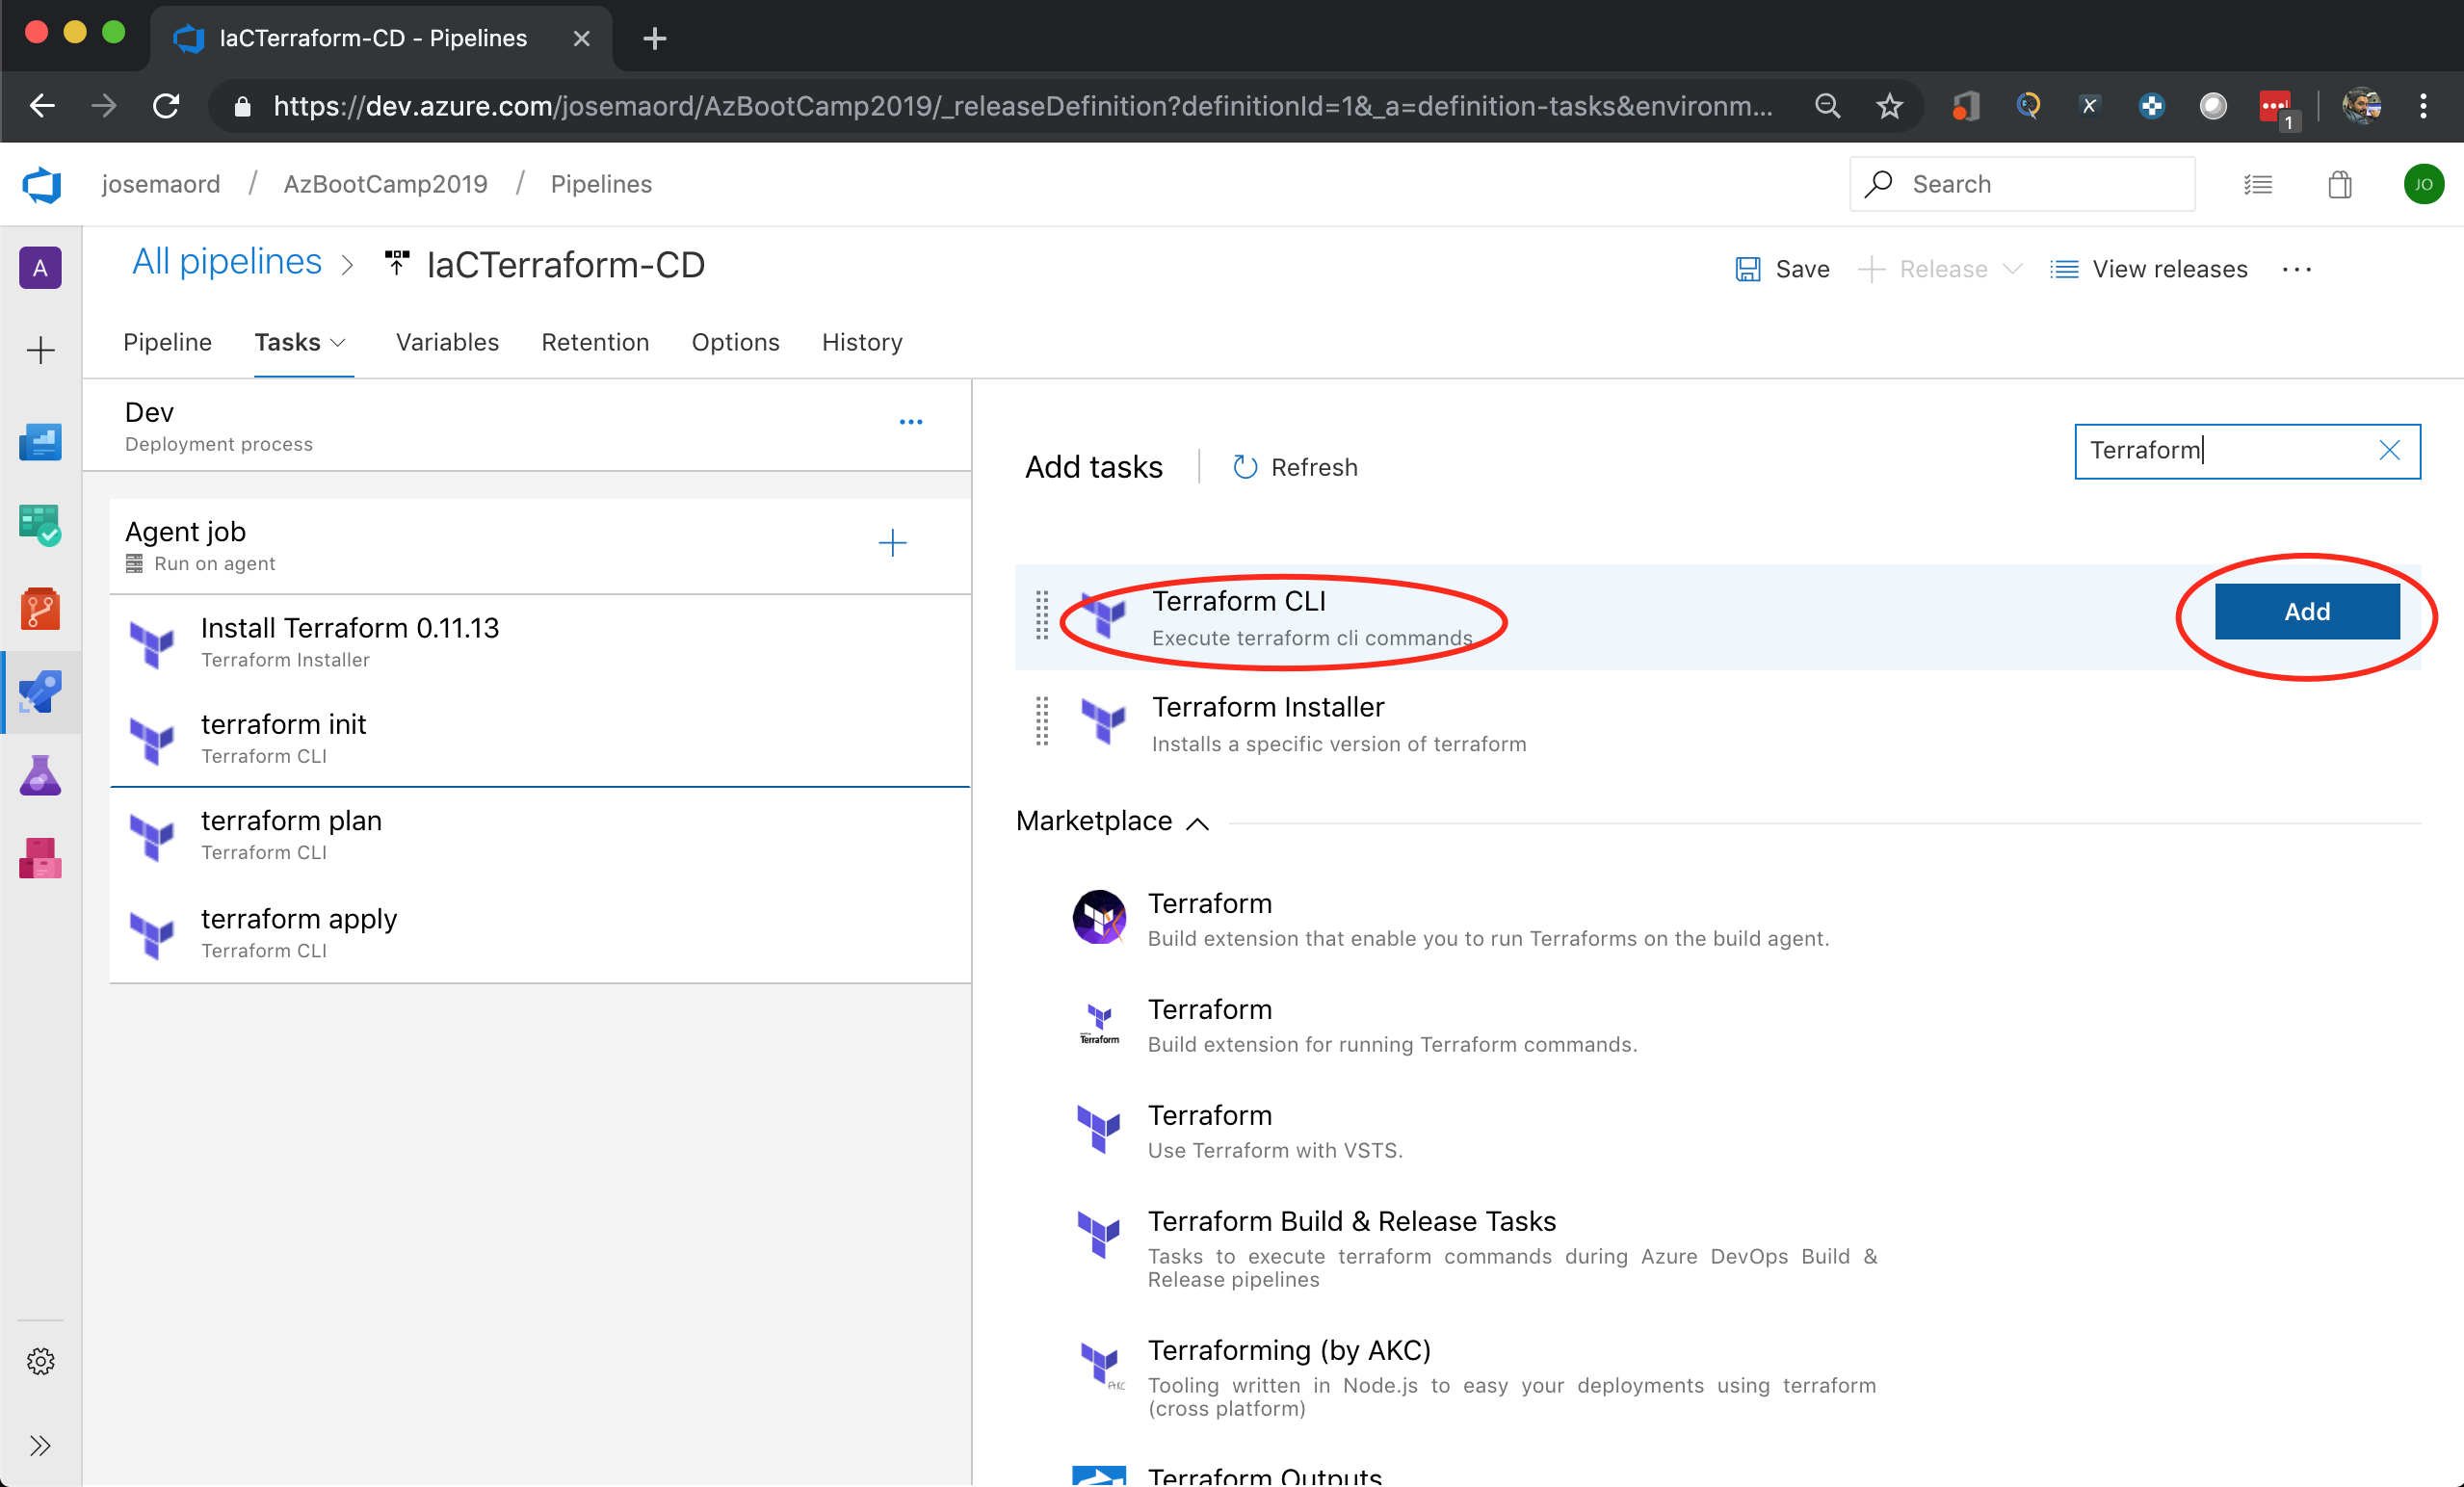 IaCTerraform-CD - Pipelines
https://dev.azure.com/josemaord/AzBootCamp2019/_releaseDefinition?definitionId=1&_a=definition-tasks&environm...
1
josemaord / AzBootCamp2019 / Pipelines
Search
JO
A
All pipelines > IaCTerraform-CD
Save
Release
View releases
Pipeline
Tasks
Variables
Retention
Options
History
Dev
Deployment process
Agent job
Run on agent
Install Terraform 0.11.13
Terraform Installer
terraform init
Terraform CLI
terraform plan
Terraform CLI
terraform apply
Terraform CLI
Add tasks
Refresh
Terraform
Terraform CLI
Execute terraform cli commands
Add
Terraform Installer
Installs a specific version of terraform
Marketplace
Terraform
Build extension that enable you to run Terraforms on the build agent.
Terraform
Terraform
Build extension for running Terraform commands.
Terraform
Use Terraform with VSTS.
Terraform Build & Release Tasks
Tasks to execute terraform commands during Azure DevOps Build &
Release pipelines
AKC
Terraforming (by AKC)
Tooling written in Node.js to easy your deployments using terraform
(cross platform)
Terraform Outputs